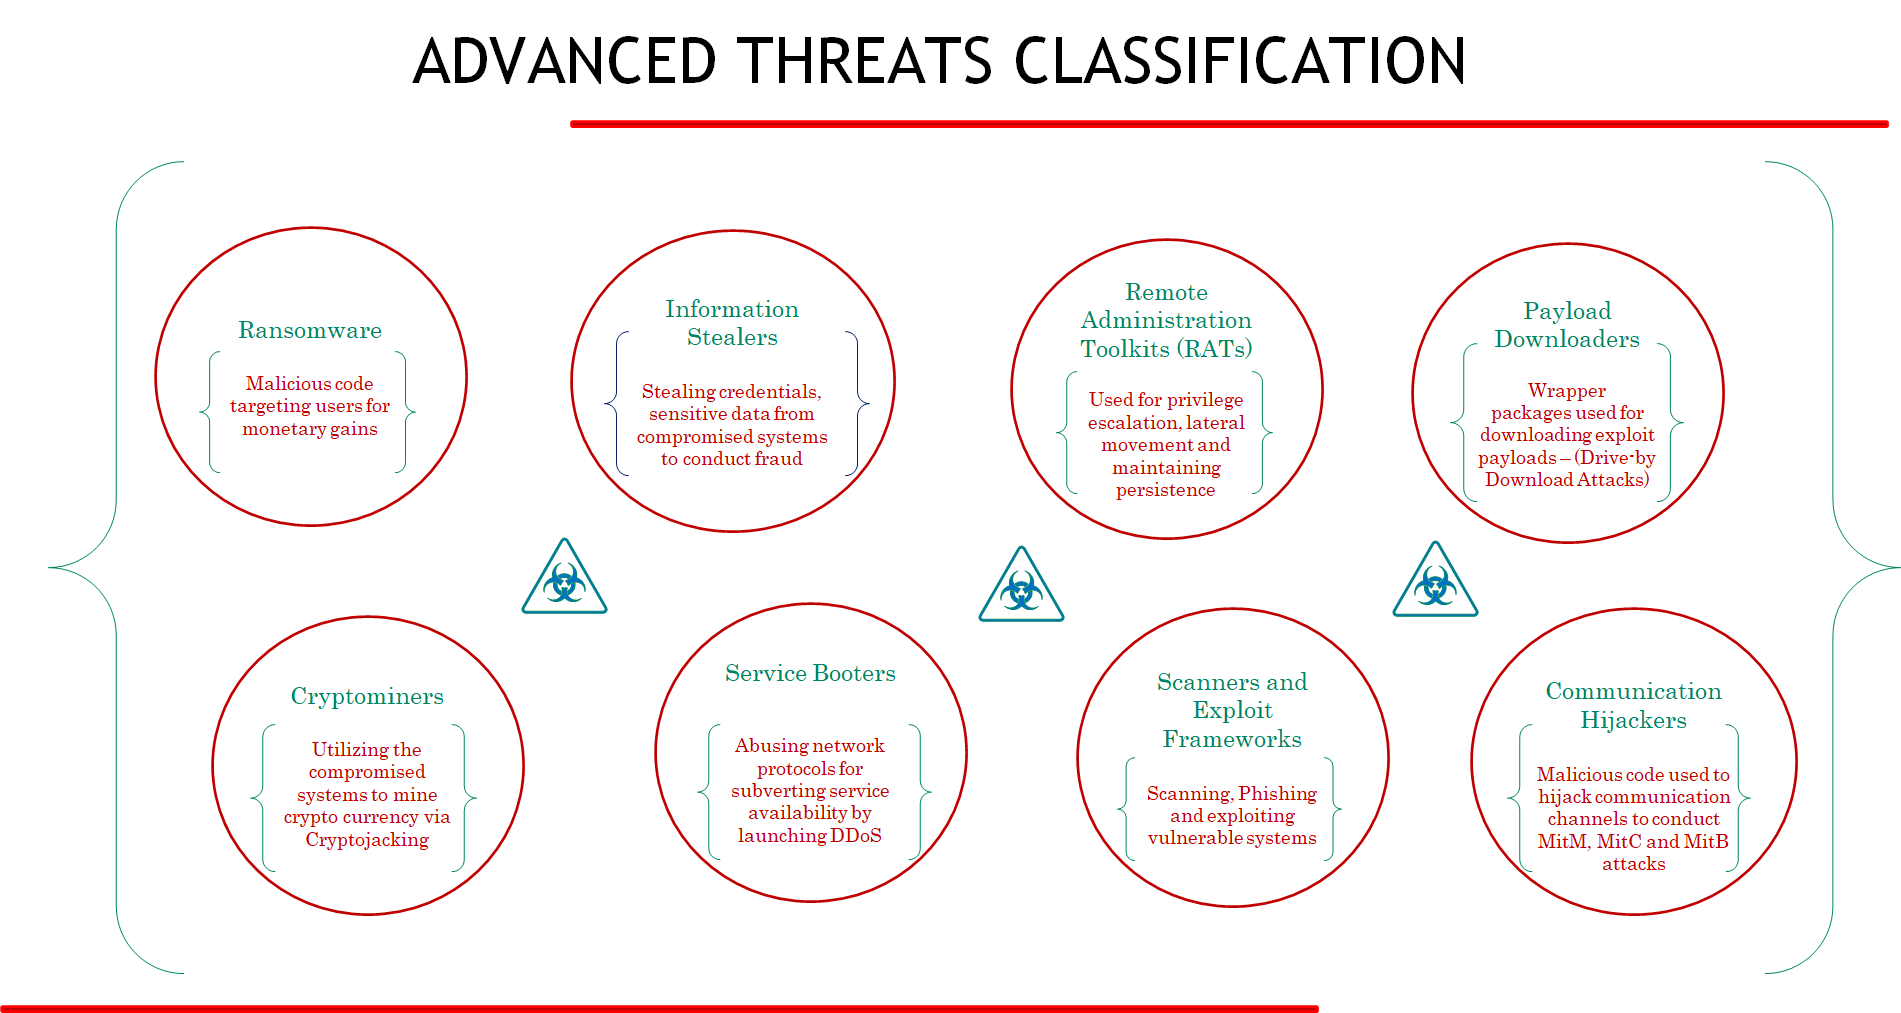 ADVANCED THREATS CLASSIFICATION
Ransomware
Malicious code
targeting users for
monetary gains
Information
Stealers
Stealing credentials,
sensitive data from
compromised systems
to conduct fraud
Remote
Administration
Toolkits (RATs)
Used for privilege
escalation, lateral
movement and
maintaining
persistence
Payload
Downloaders
Wrapper
packages used for
downloading exploit
payloads – (Drive-by
Download Attacks)
Cryptominers
Utilizing the
compromised
systems to mine
crypto currency via
Cryptojacking
Service Booters
Abusing network
protocols for
subverting service
availability by
launching DDoS
Scanners and
Exploit
Frameworks
Scanning, Phishing
and exploiting
vulnerable systems
Communication
Hijackers
Malicious code used to
hijack communication
channels to conduct
MitM, MitC and MitB
attacks